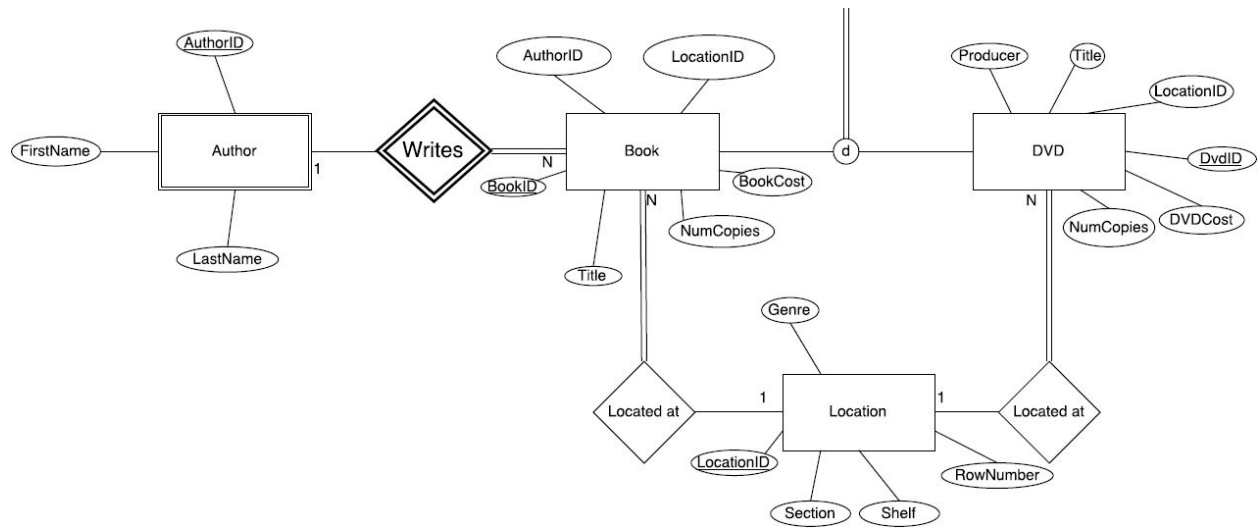 AuthorID
FirstName
Author
1
LastName
Writes
N
AuthorID
LocationID
Book
BookID
BookCost
N
NumCopies
Title
d
Producer
Title
LocationID
DVD
DvdID
DVDCost
N
NumCopies
Genre
Located at
1
Location
1
Located at
LocationID
RowNumber
Section
Shelf